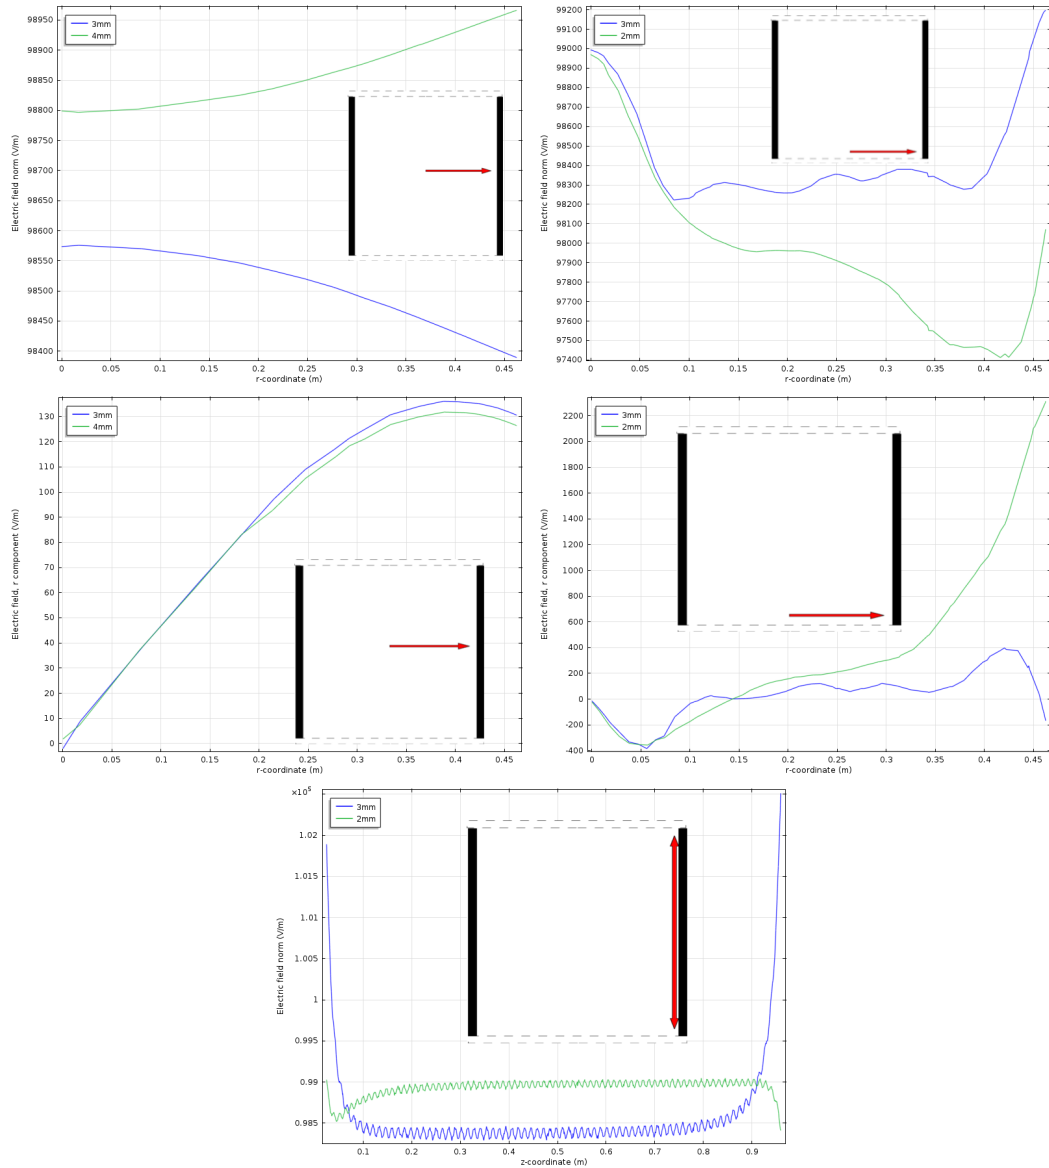 3mm
4mm
Electric field norm (V/m)
98950
98900
98850
98800
98750
98700
98650
98600
98550
98500
98450
98400
0 0.05 0.1 0.15 0.2 0.25 0.3 0.35 0.4 0.45
r-coordinate (m)
3mm
2mm
Electric field norm (V/m)
99200
99100
99000
98900
98800
98700
98600
98500
98400
98300
98200
98100
98000
97900
97800
97700
97600
97500
97400
0 0.05 0.1 0.15 0.2 0.25 0.3 0.35 0.4 0.45
r-coordinate (m)
3mm
4mm
Electric field, r component (V/m)
130
120
110
100
90
80
70
60
50
40
30
20
10
0
0 0.05 0.1 0.15 0.2 0.25 0.3 0.35 0.4 0.45
r-coordinate (m)
3mm
2mm
Electric field, r component (V/m)
2200
2000
1800
1600
1400
1200
1000
800
600
400
200
0
-200
-400
0 0.05 0.1 0.15 0.2 0.25 0.3 0.35 0.4 0.45
r-coordinate (m)
×10⁵
3mm
2mm
Electric field norm (V/m)
1.02
1.015
1.01
1.005
1
0.995
0.99
0.985
0.1 0.2 0.3 0.4 0.5 0.6 0.7 0.8 0.9
z-coordinate (m)